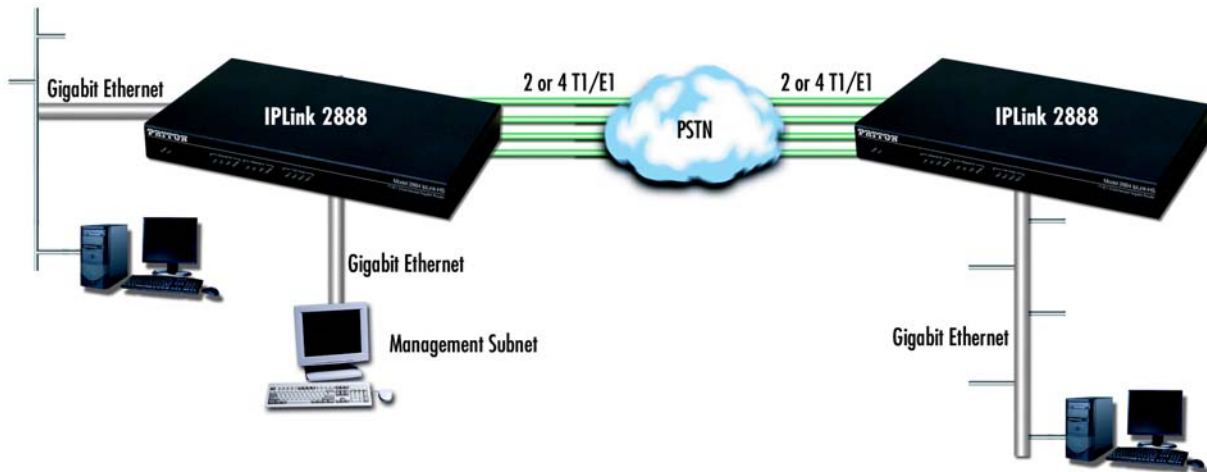 Gigabit Ethernet
IPLink 2888
PATTON
2 or 4 T1/E1
PSTN
2 or 4 T1/E1
IPLink 2888
PATTON
Gigabit Ethernet
Management Subnet
Gigabit Ethernet